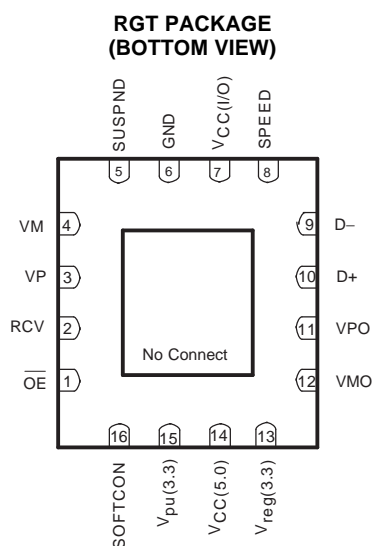 RGT PACKAGE
(BOTTOM VIEW)
SUSPND
GND
VCC(I/O)
SPEED
5
6
7
8
VM 4
9 D–
VP 3
10 D+
RCV 2
11 VPO
No Connect
OE 1
12 VMO
16
15
14
13
SOFTCON
Vpu(3.3)
VCC(5.0)
Vreg(3.3)